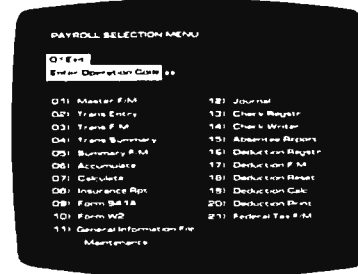 PAYROLL SELECTION MENU
0 : Exit
Enter Operation Code
01) Master F/M
02) Trans Entry
03) Trans F M
04) Trans Summary
05) Summary F/M
06) Accumulate
07) Calculate
08) Insurance Rpt
09) Form 941A
10) Form W2
11) General Information File
Maintenance
12) Journal
13) Check Registr
14) Check Writer
15) Absentee Report
16) Deduction Registr
17) Deduction F M
18) Deduction Reset
19) Deduction Calc
20) Deduction Print
21) Federal Tax F/M